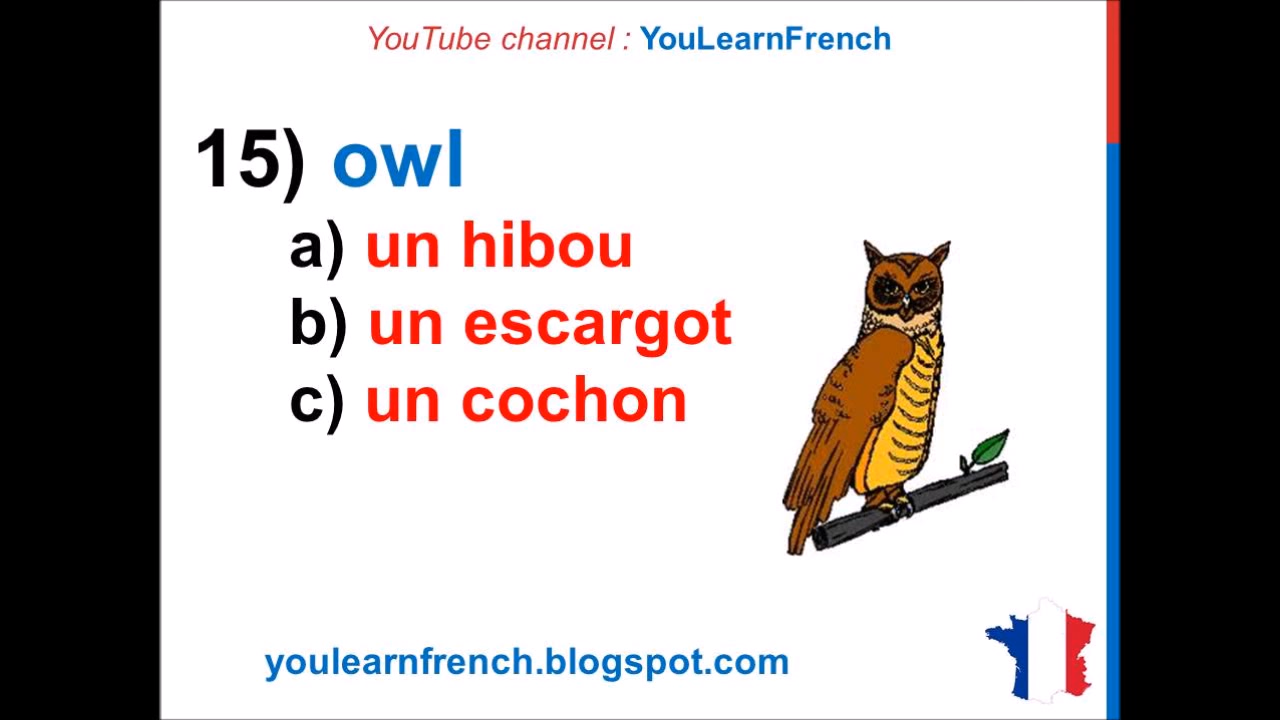 YouTube channel : YouLearnFrench
15) owl
a) un hibou
b) un escargot
c) un cochon
youlearnfrench.blogspot.com